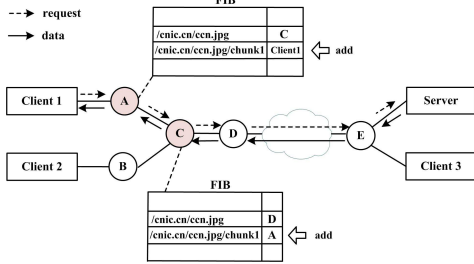 FIB
request
data
/cnic.cn/ccn.jpg C
/cnic.cn/ccn.jpg/chunk1 Client1
add
Client 1
A
C
D
E
Server
Client 2
B
Client 3
FIB
/cnic.cn/ccn.jpg D
/cnic.cn/ccn.jpg/chunk1 A
add